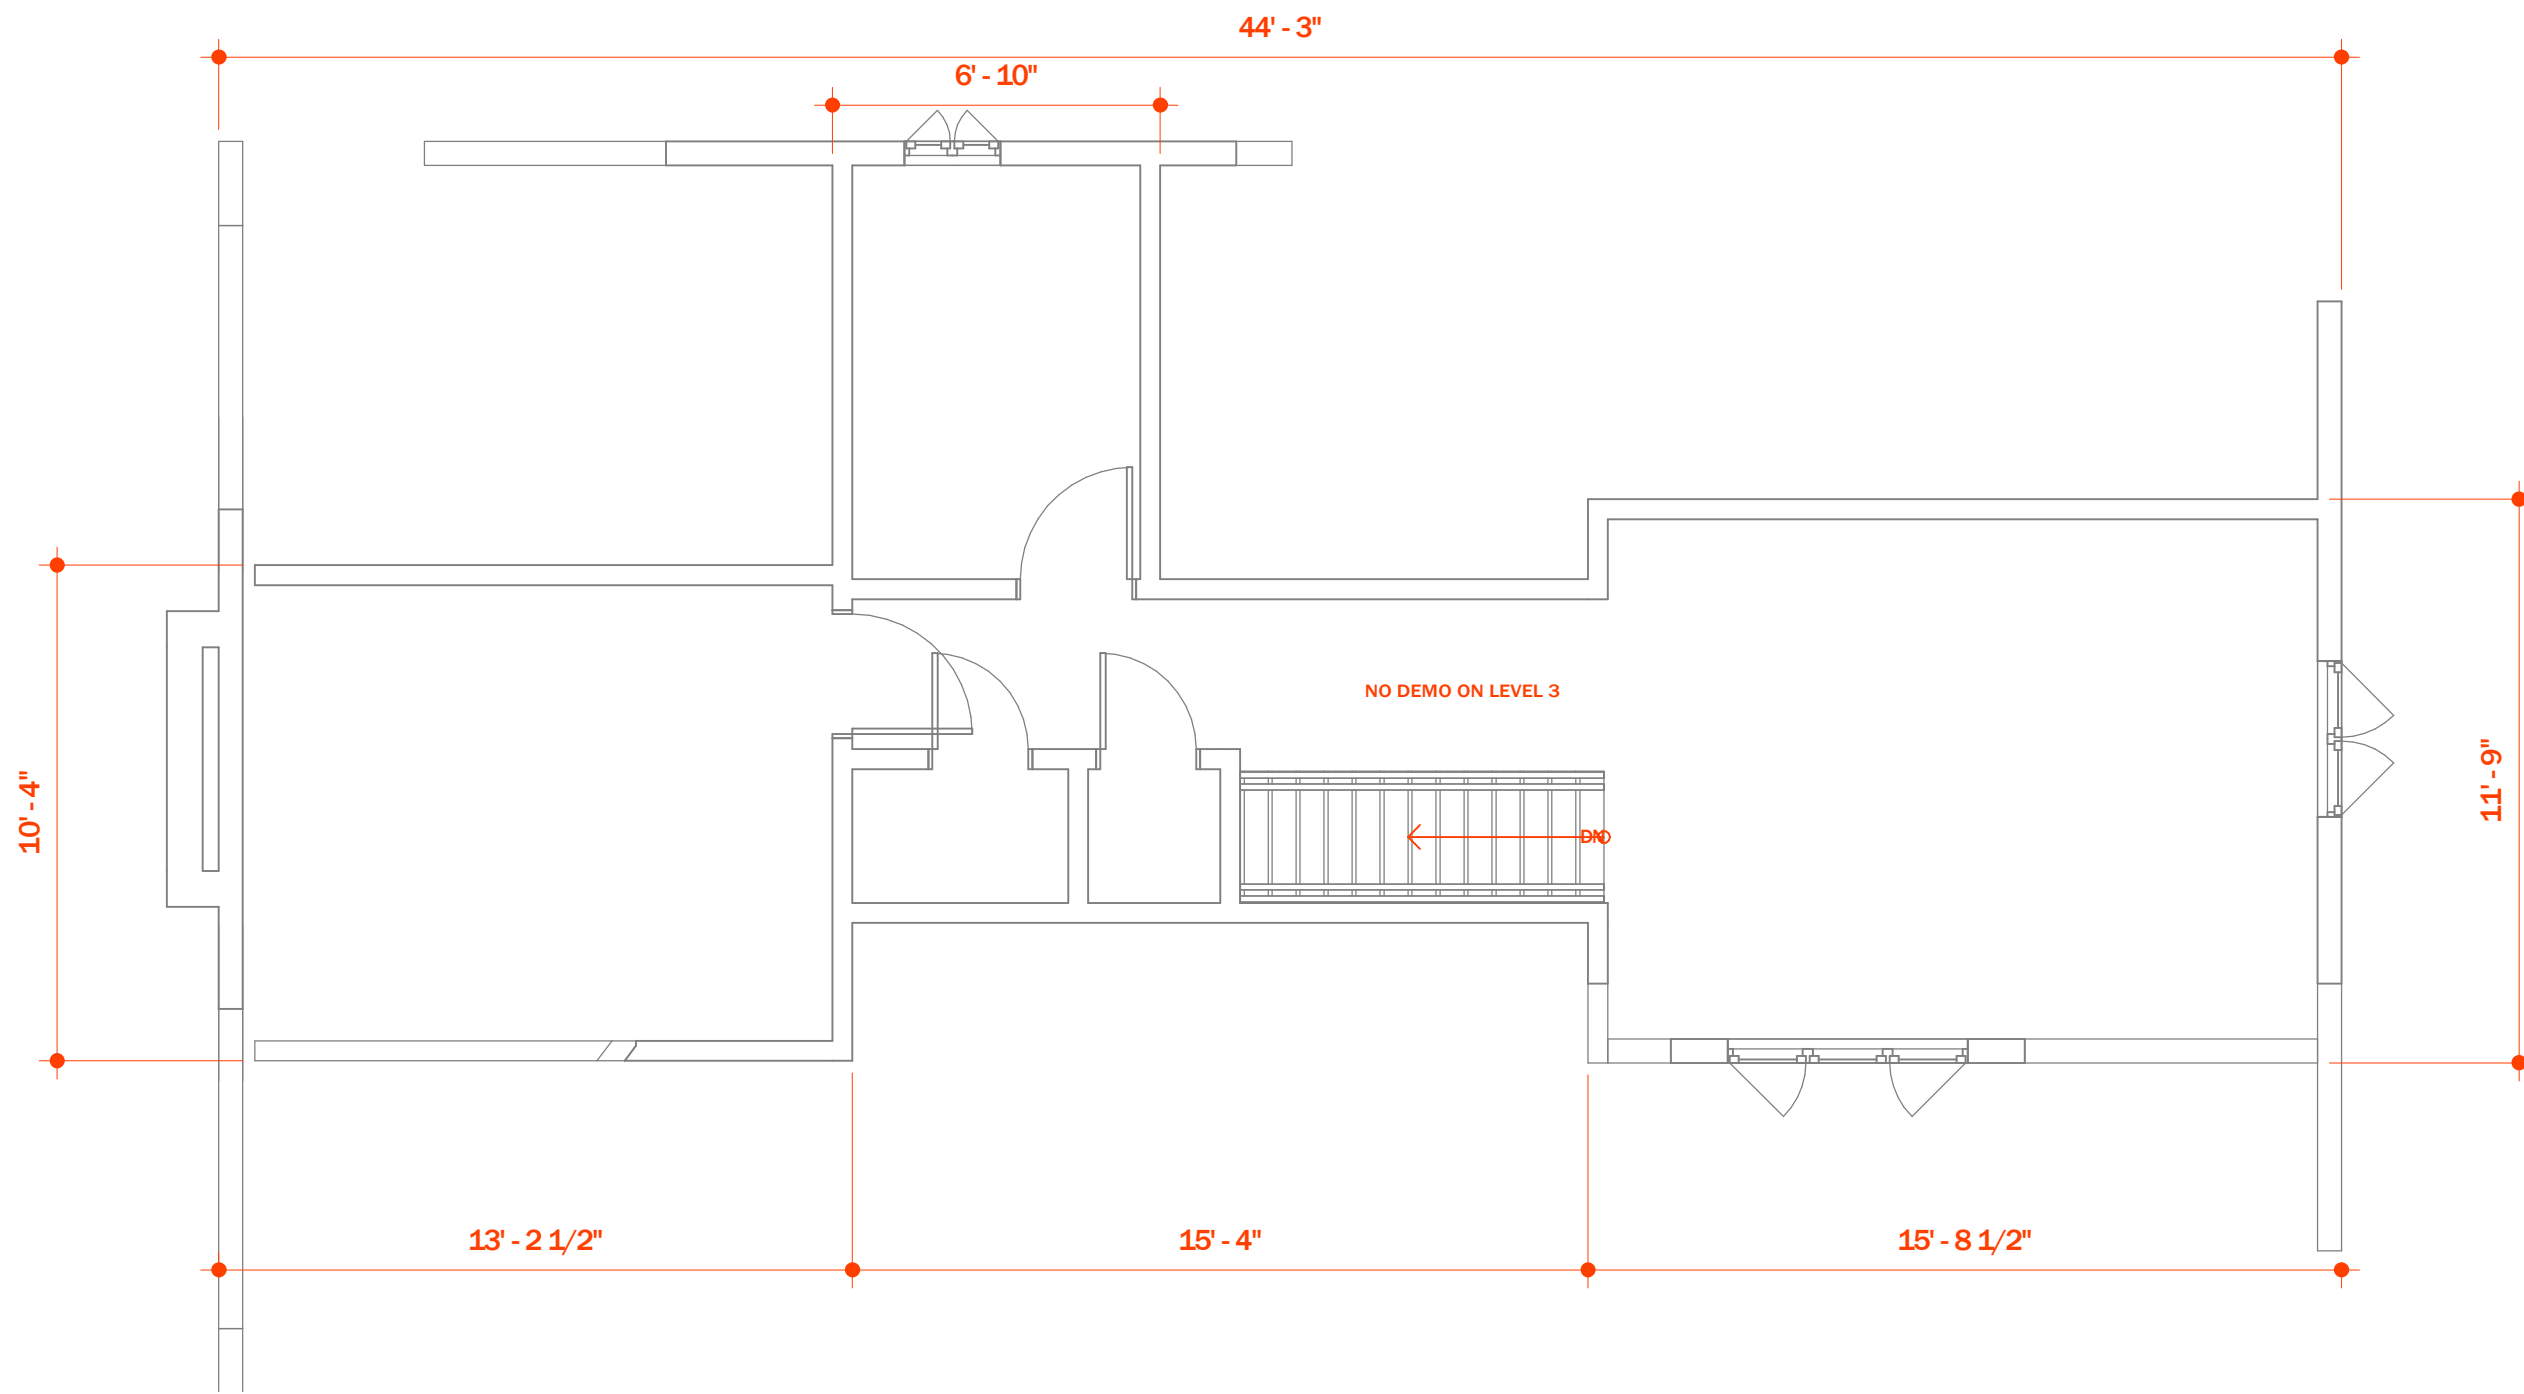 44' - 3"
6' - 10"
NO DEMO ON LEVEL 3
10' - 4"
DN
11' - 9"
13' - 2 1/2"
15' - 4"
15' - 8 1/2"